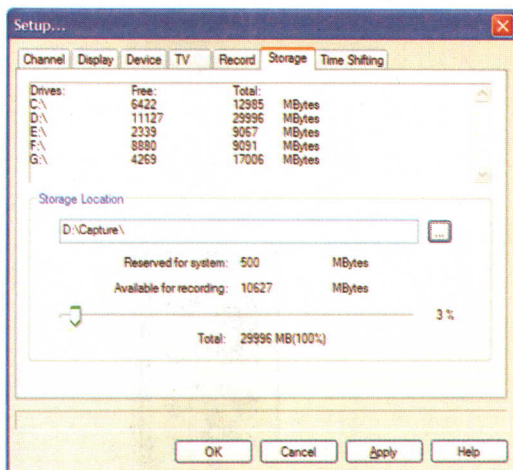 Setup...
Channel Display Device TV Record Storage Time Shifting
Drives: Free: Total:
C:\ 6422 12985 MBytes
D:\ 11127 29996 MBytes
E:\ 2339 9067 MBytes
F:\ 8880 9091 MBytes
G:\ 4269 17006 MBytes
Storage Location
D:\Capture\ ...
Reserved for system: 500 MBytes
Available for recording: 10627 MBytes
3 %
Total: 29996 MB(100%)
OK Cancel Apply Help